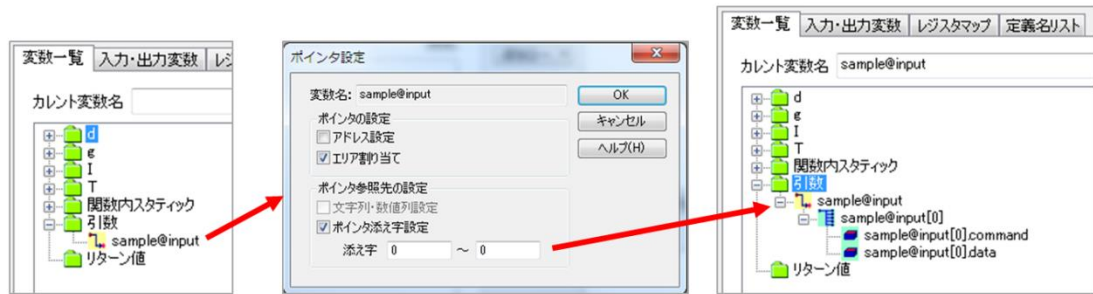 変数一覧 入力・出力変数 レジ
カレント変数名
d
g
I
T
関数内スタティック
引数
sample@input
リターン値
ポインタ設定
変数名: sample@input
OK
ポインタの設定
キャンセル
アドレス設定
ヘルプ(H)
エリア割り当て
ポインタ参照先の設定
文字列・数値列設定
ポインタ添え字設定
添え字 0 ～ 0
変数一覧 入力・出力変数 レジスタマップ 定義名リスト
カレント変数名 sample@input
d
g
I
T
関数内スタティック
引数
sample@input
sample@input[0]
sample@input[0].command
sample@input[0].data
リターン値